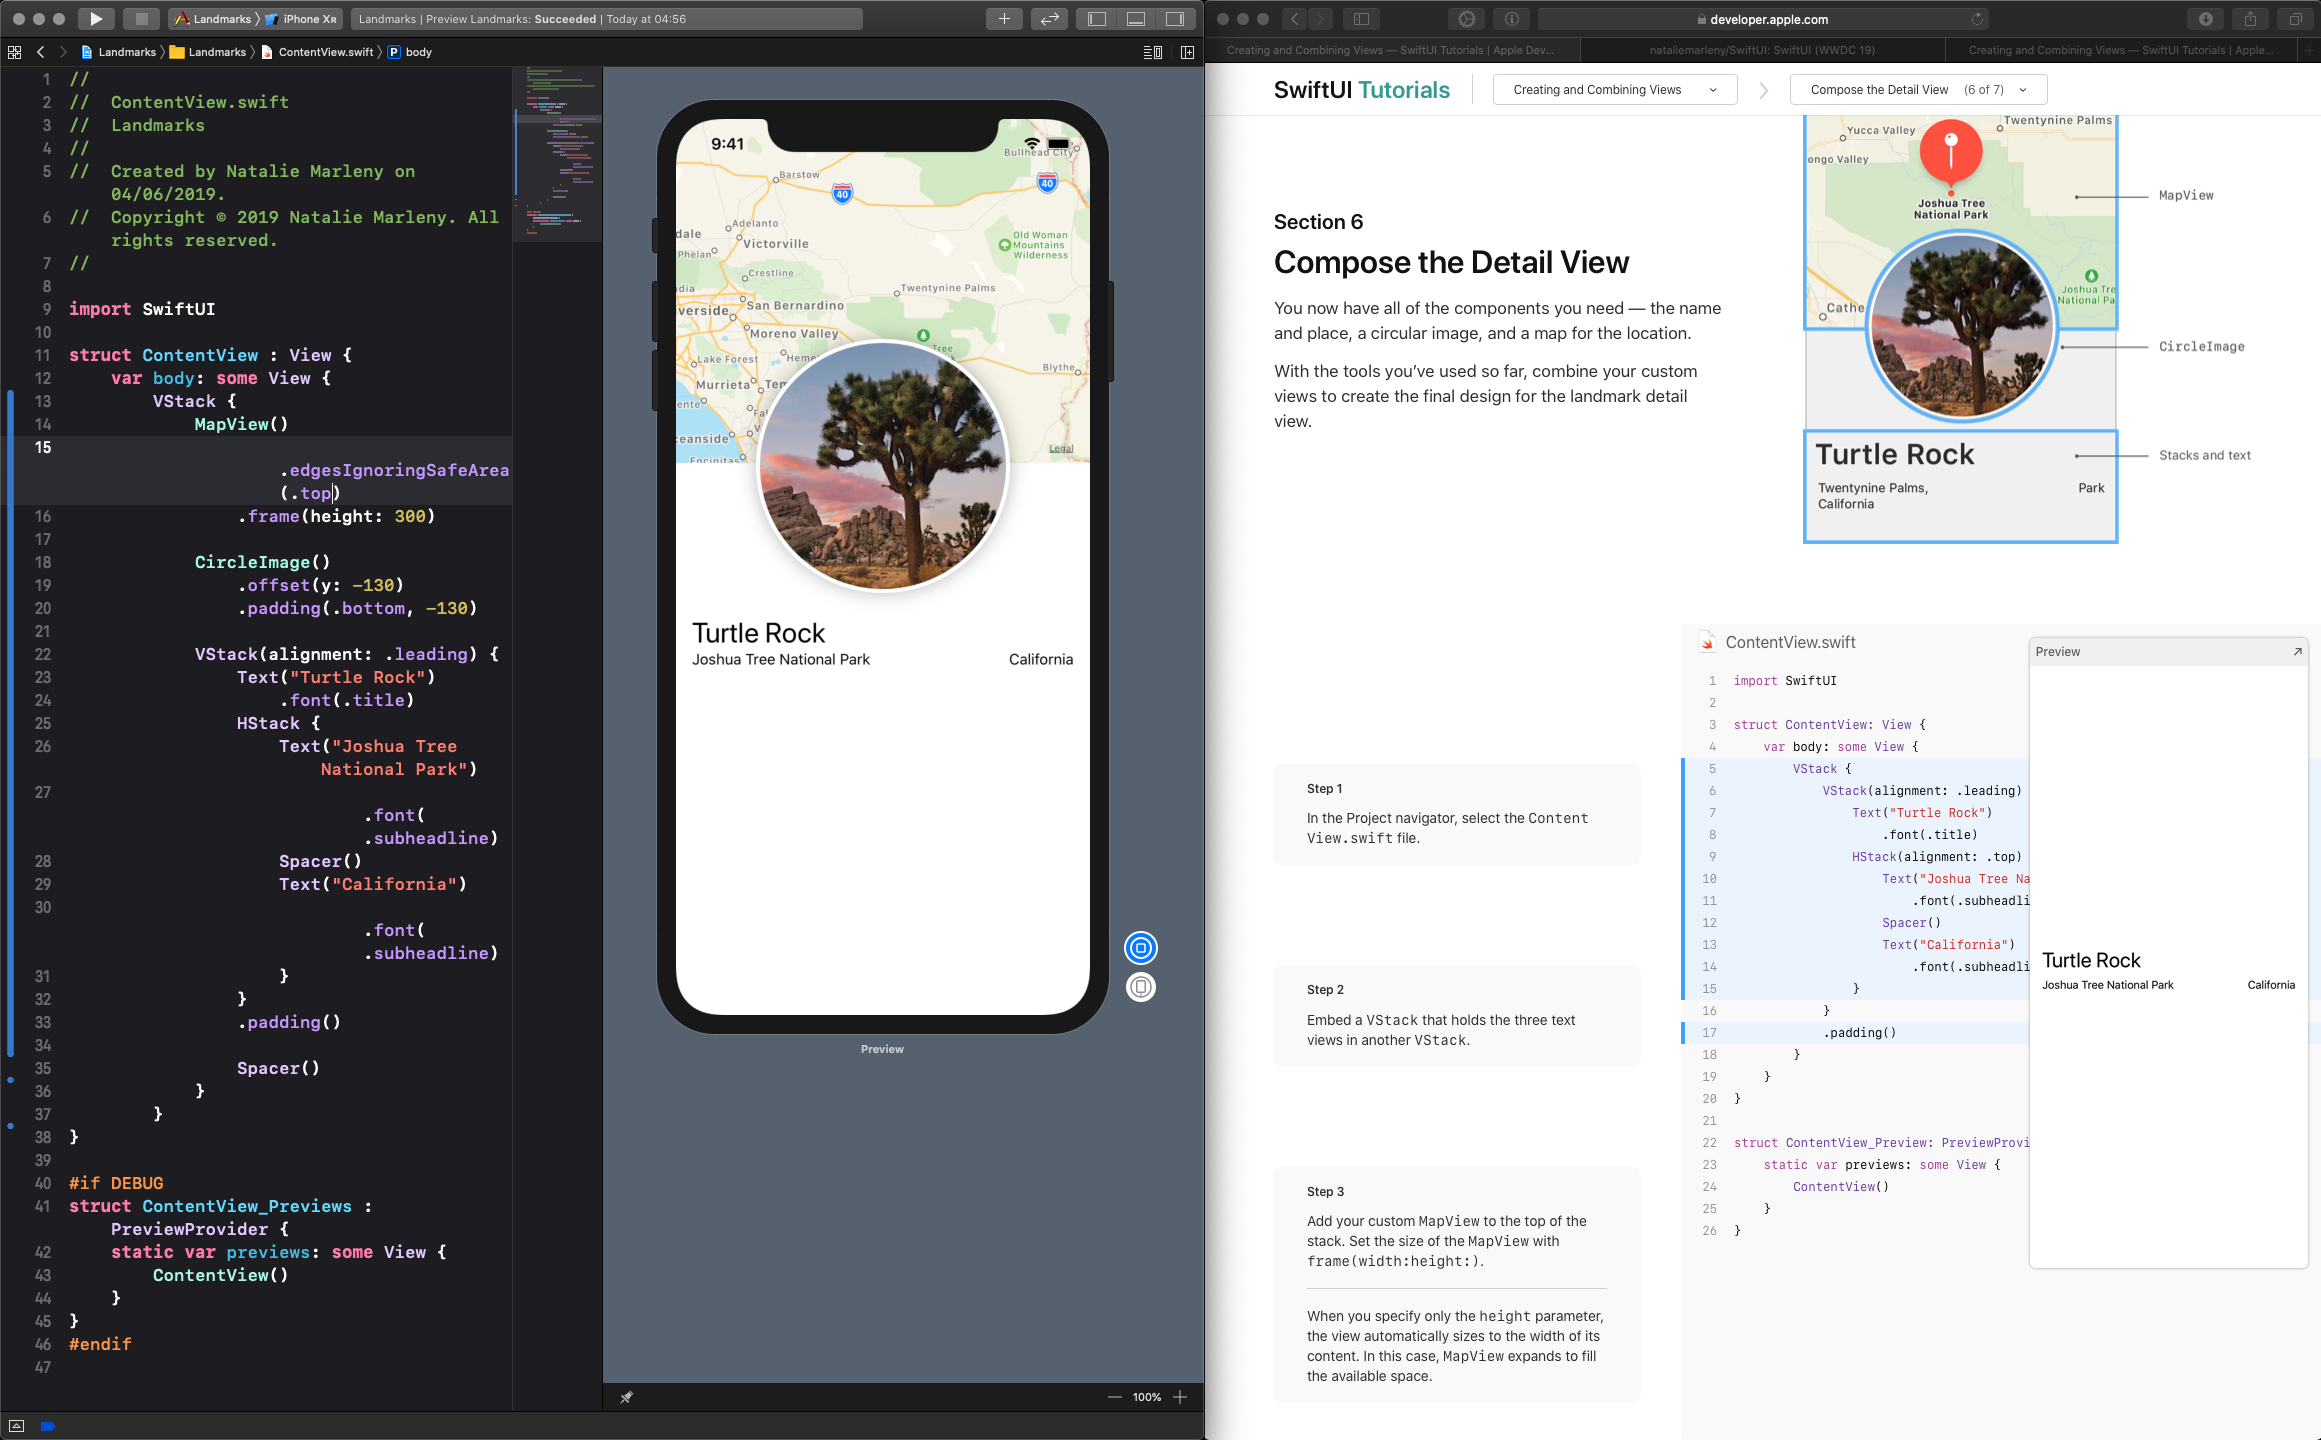 Landmarks
iPhone XR
Landmarks | Preview Landmarks: Succeeded | Today at 04:56
Landmarks
Landmarks
ContentView.swift
P body
1 //
2 // ContentView.swift
3 // Landmarks
4 //
5 // Created by Natalie Marleny on
04/06/2019.
6 // Copyright © 2019 Natalie Marleny. All
rights reserved.
7 //
8
9 import SwiftUI
10
11 struct ContentView : View {
12 var body: some View {
13 VStack {
14 MapView()
15
.edgesIgnoringSafeArea
(.top)
16 .frame(height: 300)
17
18 CircleImage()
19 .offset(y: -130)
20 .padding(.bottom, -130)
21
22 VStack(alignment: .leading) {
23 Text("Turtle Rock")
24 .font(.title)
25 HStack {
26 Text("Joshua Tree
National Park")
27
.font(
.subheadline)
28 Spacer()
29 Text("California")
30
.font(
.subheadline)
31 }
32 }
33 .padding()
34
35 Spacer()
36 }
37 }
38 }
39
40 #if DEBUG
41 struct ContentView_Previews :
PreviewProvider {
42 static var previews: some View {
43 ContentView()
44 }
45 }
46 #endif
47
9:41
Bullhead City
Barstow
40
40
Adelanto
dale
Victorville
Phelan
Old Woman
Mountains
Wilderness
Crestline
Twentynine Palms
ndia
San Bernardino
verside
Moreno Valley
Tree
Lake Forest
Heme
Blythe
Murrieta
Tem
ente
Fal
V
ceanside
Encinitas
Legal
Turtle Rock
Joshua Tree National Park
California
Preview
100%
developer.apple.com
Creating and Combining Views — SwiftUI Tutorials | Apple Dev...
nataliemarleny/SwiftUI: SwiftUI (WWDC 19)
Creating and Combining Views — SwiftUI Tutorials | Apple...
SwiftUI Tutorials
Creating and Combining Views
Compose the Detail View (6 of 7)
Section 6
Compose the Detail View
You now have all of the components you need — the name
and place, a circular image, and a map for the location.
With the tools you've used so far, combine your custom
views to create the final design for the landmark detail
view.
Twentynine Palms
Yucca Valley
ongo Valley
Joshua Tree
National Park
MapView
Joshua Tre
National Pa
Cathe
CircleImage
Turtle Rock
Twentynine Palms,
California
Park
Stacks and text
Step 1
In the Project navigator, select the Content
View.swift file.
Step 2
Embed a VStack that holds the three text
views in another VStack.
Step 3
Add your custom MapView to the top of the
stack. Set the size of the MapView with
frame(width:height:).
When you specify only the height parameter,
the view automatically sizes to the width of its
content. In this case, MapView expands to fill
the available space.
ContentView.swift
1 import SwiftUI
2
3 struct ContentView: View {
4 var body: some View {
5 VStack {
6 VStack(alignment: .leading)
7 Text("Turtle Rock")
8 .font(.title)
9 HStack(alignment: .top)
10 Text("Joshua Tree Na
11 .font(.subheadli
12 Spacer()
13 Text("California")
14 .font(.subheadli
15 }
16 }
17 .padding()
18 }
19 }
20 }
21
22 struct ContentView_Preview: PreviewProvi
23 static var previews: some View {
24 ContentView()
25 }
26 }
Preview
Turtle Rock
Joshua Tree National Park
California